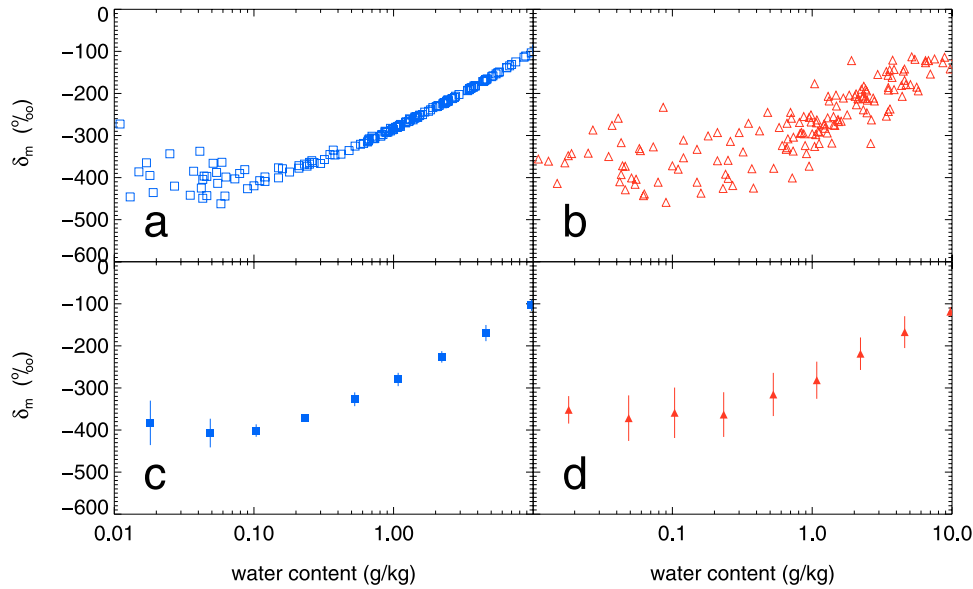 0
−100
−200
−300
−400
−500
−600
δm (‰)
a
b
0
−100
−200
−300
−400
−500
−600
δm (‰)
c
d
0.01 0.10 1.00 0.1 1.0 10.0
water content (g/kg) water content (g/kg)